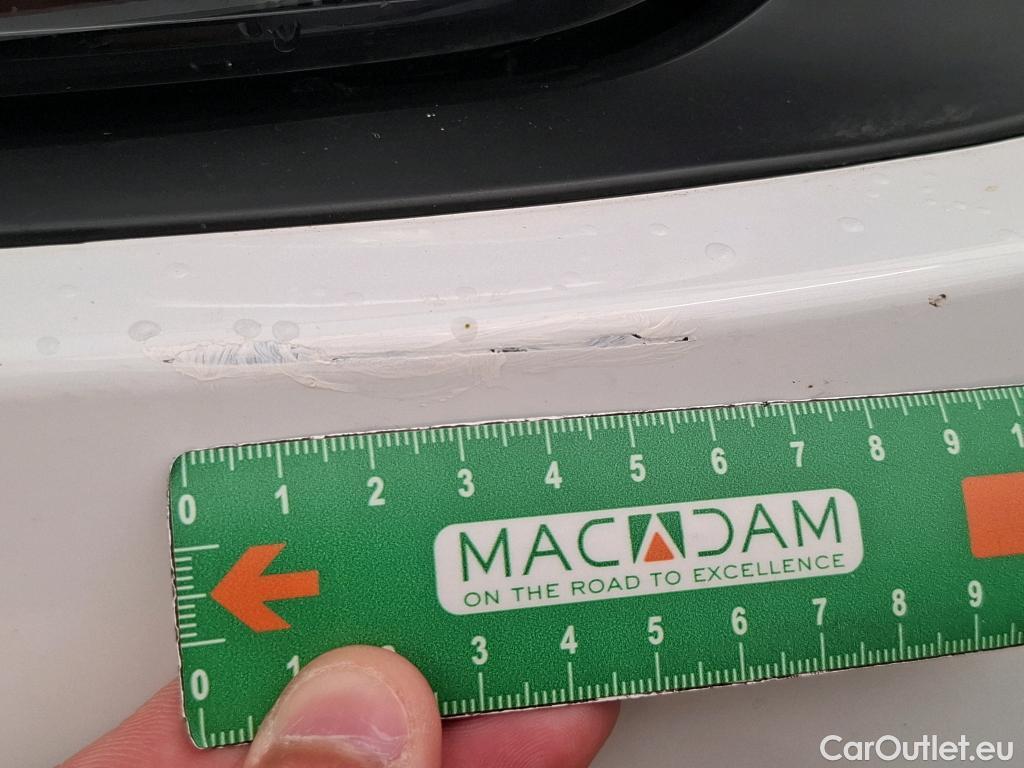 0 1 2 3 4 5 6 7 8 9 1
MACADAM
ON THE ROAD TO EXCELLENCE
0 1 3 4 5 6 7 8 9
CarOutlet.eu